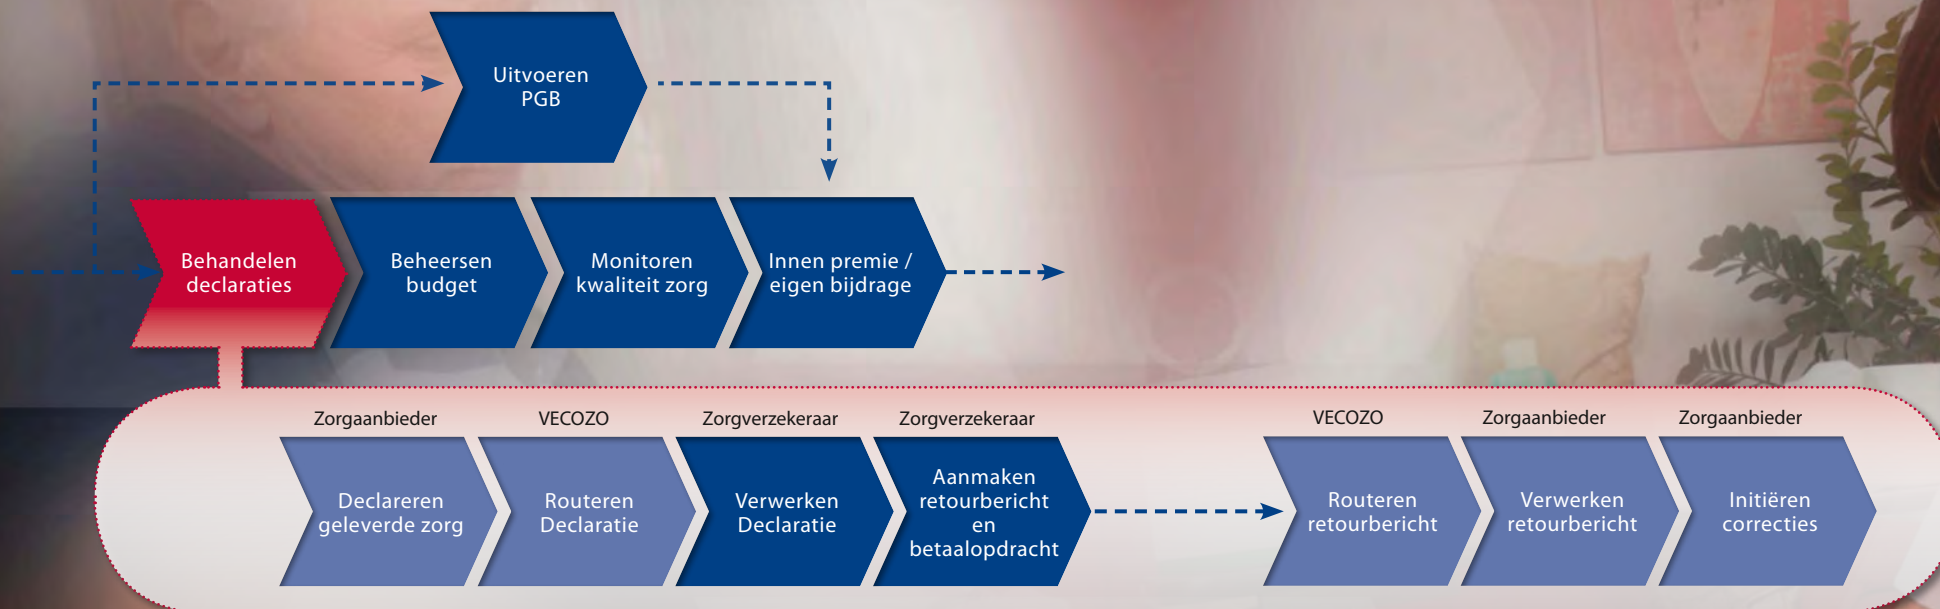 Uitvoeren
PGB
Behandelen
declaraties
Beheersen
budget
Monitoren
kwaliteit zorg
Innen premie /
eigen bijdrage
Zorgaanbieder
VECOZO
Zorgverzekeraar
Zorgverzekeraar
VECOZO
Zorgaanbieder
Zorgaanbieder
Declareren
geleverde zorg
Routeren
Declaratie
Verwerken
Declaratie
Aanmaken
retourbericht
en
betaalopdracht
Routeren
retourbericht
Verwerken
retourbericht
Initiëren
correcties